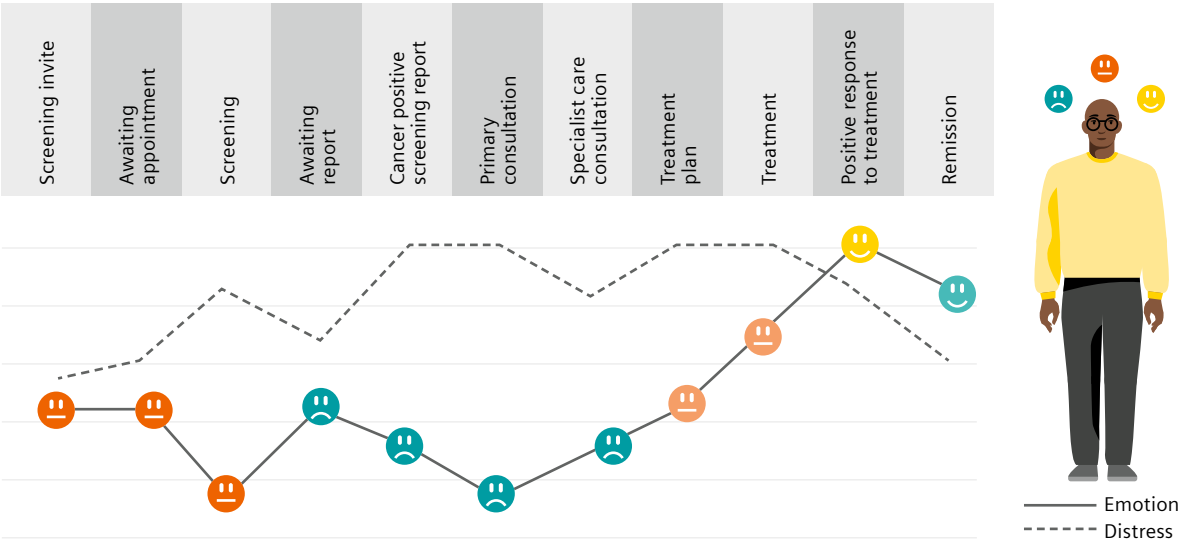 Screening invite
Awaiting
appointment
Screening
Awaiting
report
Cancer positive
screening report
Primary
consultation
Specialist care
consultation
Treatment
plan
Treatment
Positive response
to treatment
Remission
Emotion
Distress